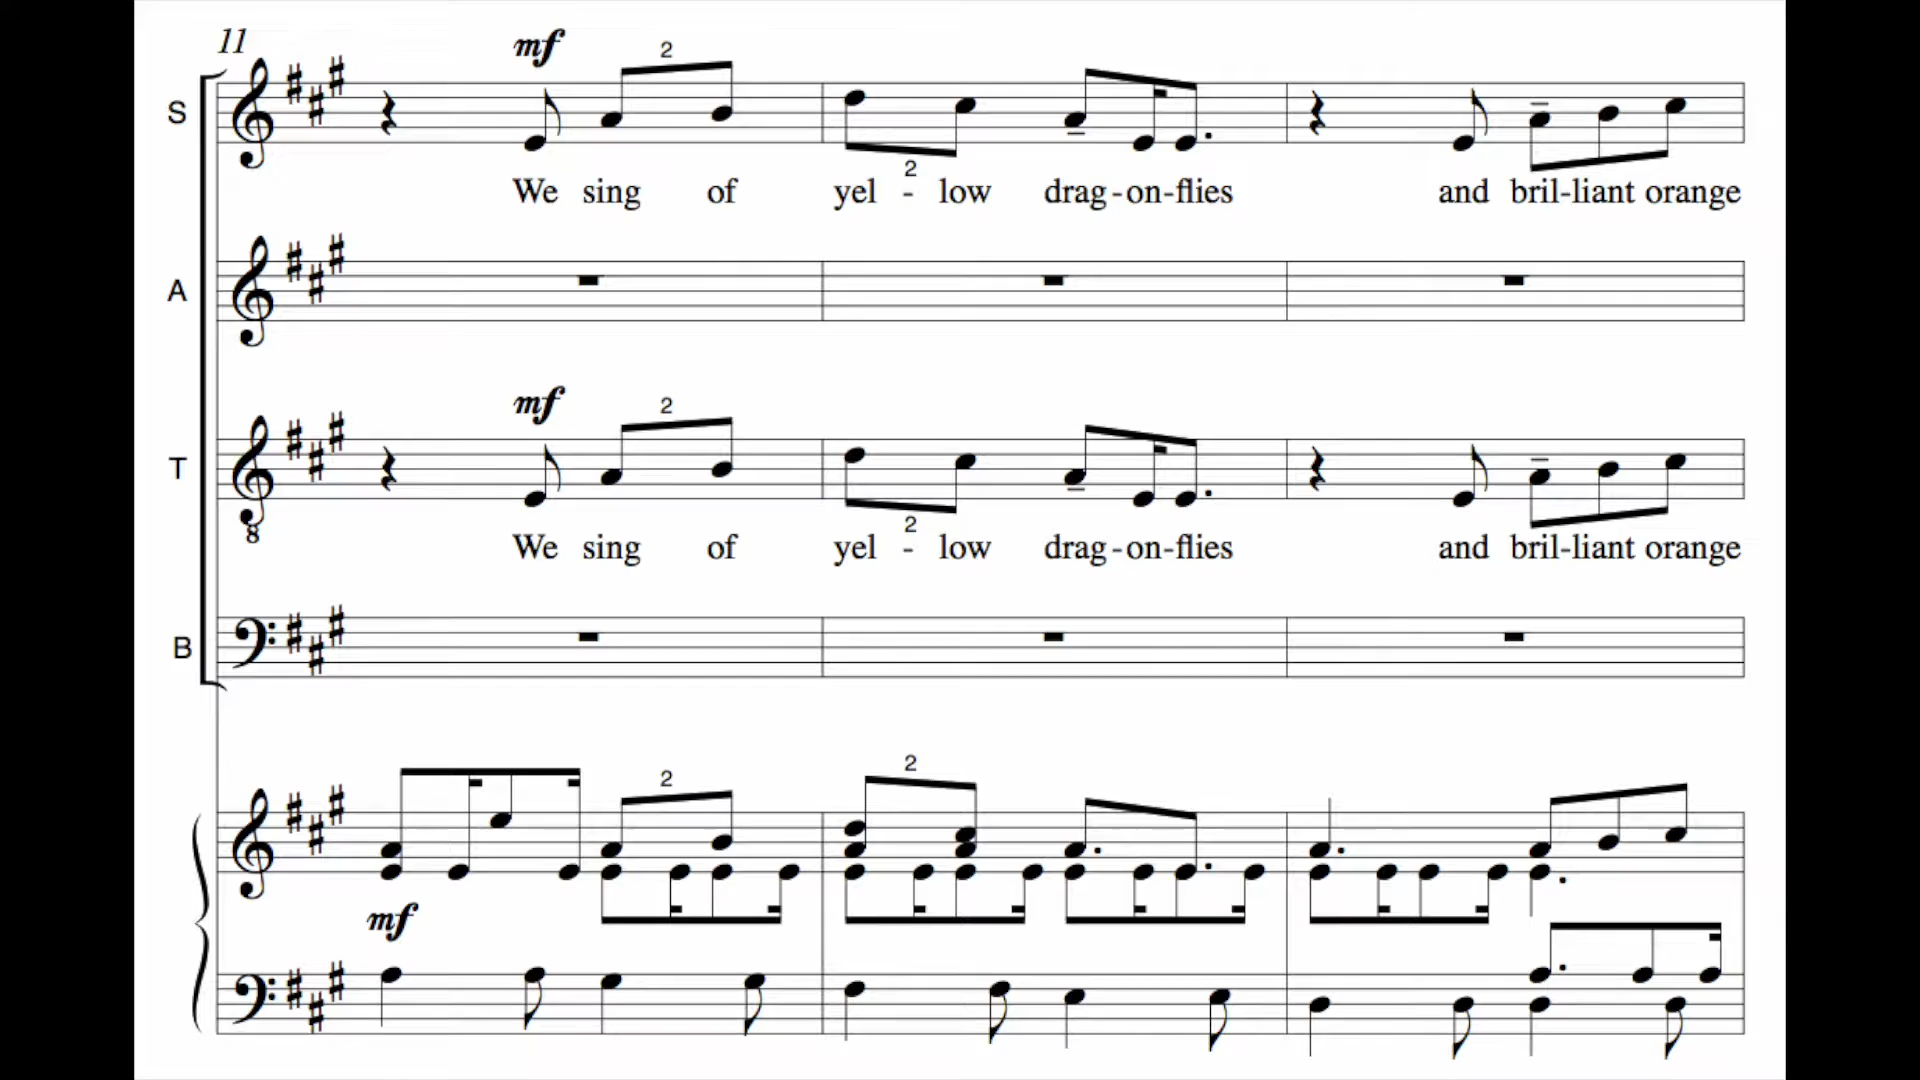 11
mf
2
S
2
We sing of yel - low drag-on-flies and bril-liant orange
A
mf
2
T
8
2
We sing of yel - low drag-on-flies and bril-liant orange
B
2
2
mf